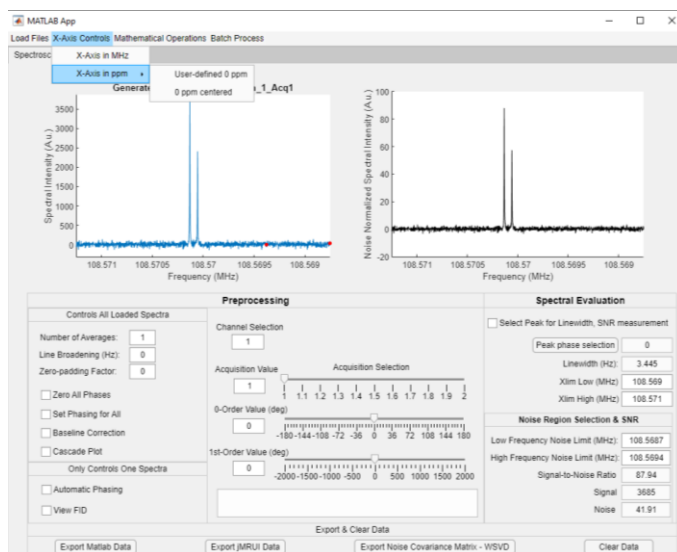 MATLAB App
Load Files X-Axis Controls Mathematical Operations Batch Process
Spectrosc
X-Axis in MHz
X-Axis in ppm
User-defined 0 ppm
0 ppm centered
Generate
_1_Acq1
3500
3000
2500
2000
1500
1000
500
0
Spectral Intensity (A.u.)
108.571 108.5705 108.57 108.5695 108.569
Frequency (MHz)
100
80
60
40
20
0
-20
Noise Normalized Spectral Intensity (A.u.)
108.571 108.5705 108.57 108.5695 108.569
Frequency (MHz)
Preprocessing
Controls All Loaded Spectra
Number of Averages: 1
Line Broadening (Hz): 0
Zero-padding Factor: 0
Zero All Phases
Set Phasing for All
Baseline Correction
Cascade Plot
Only Controls One Spectra
Automatic Phasing
View FID
Channel Selection
1
Acquisition Value
1
Acquisition Selection
1 1.1 1.2 1.3 1.4 1.5 1.6 1.7 1.8 1.9 2
0-Order Value (deg)
0
-180 -144 -108 -72 -36 0 36 72 108 144 180
1st-Order Value (deg)
0
-2000 -1500 -1000 -500 0 500 1000 1500 2000
Spectral Evaluation
Select Peak for Linewidth, SNR measurement
Peak phase selection 0
Linewidth (Hz): 3.445
Xlim Low (MHz) 108.569
Xlim High (MHz) 108.571
Noise Region Selection & SNR
Low Frequency Noise Limit (MHz): 108.5687
High Frequency Noise Limit (MHz): 108.5694
Signal-to-Noise Ratio 87.94
Signal 3685
Noise 41.91
Export & Clear Data
Export Matlab Data
Export jMRUI Data
Export Noise Covariance Matrix - WSVD
Clear Data